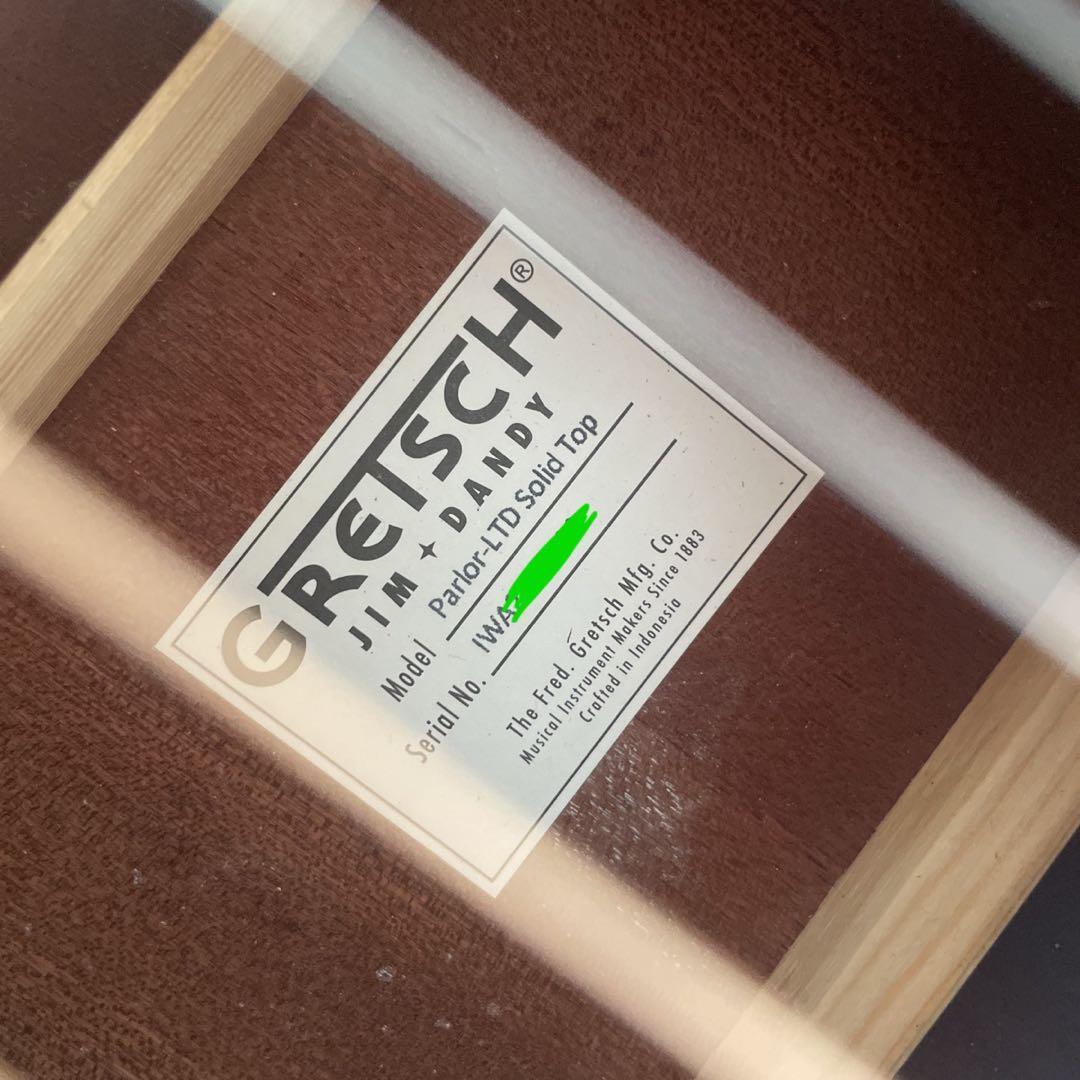 GRETSCH®
JIM DANDY
Model Parlor-LTD Solid Top
Serial No. IWA
The Fred. Gretsch Mfg. Co.
Musical Instrument Makers Since 1883
Crafted in Indonesia